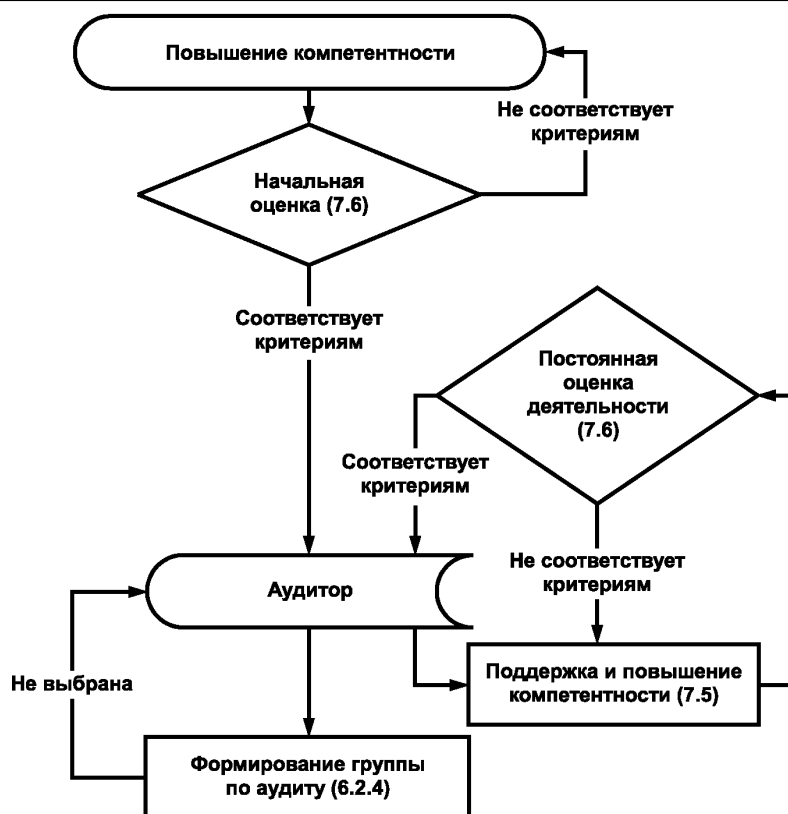 Повышение компетентности
Не соответствует
критериям
Начальная
оценка (7.6)
Соответствует
критериям
Постоянная
оценка
деятельности
(7.6)
Соответствует
критериям
Не соответствует
критериям
Аудитор
Не выбрана
Поддержка и повышение
компетентности (7.5)
Формирование группы
по аудиту (6.2.4)